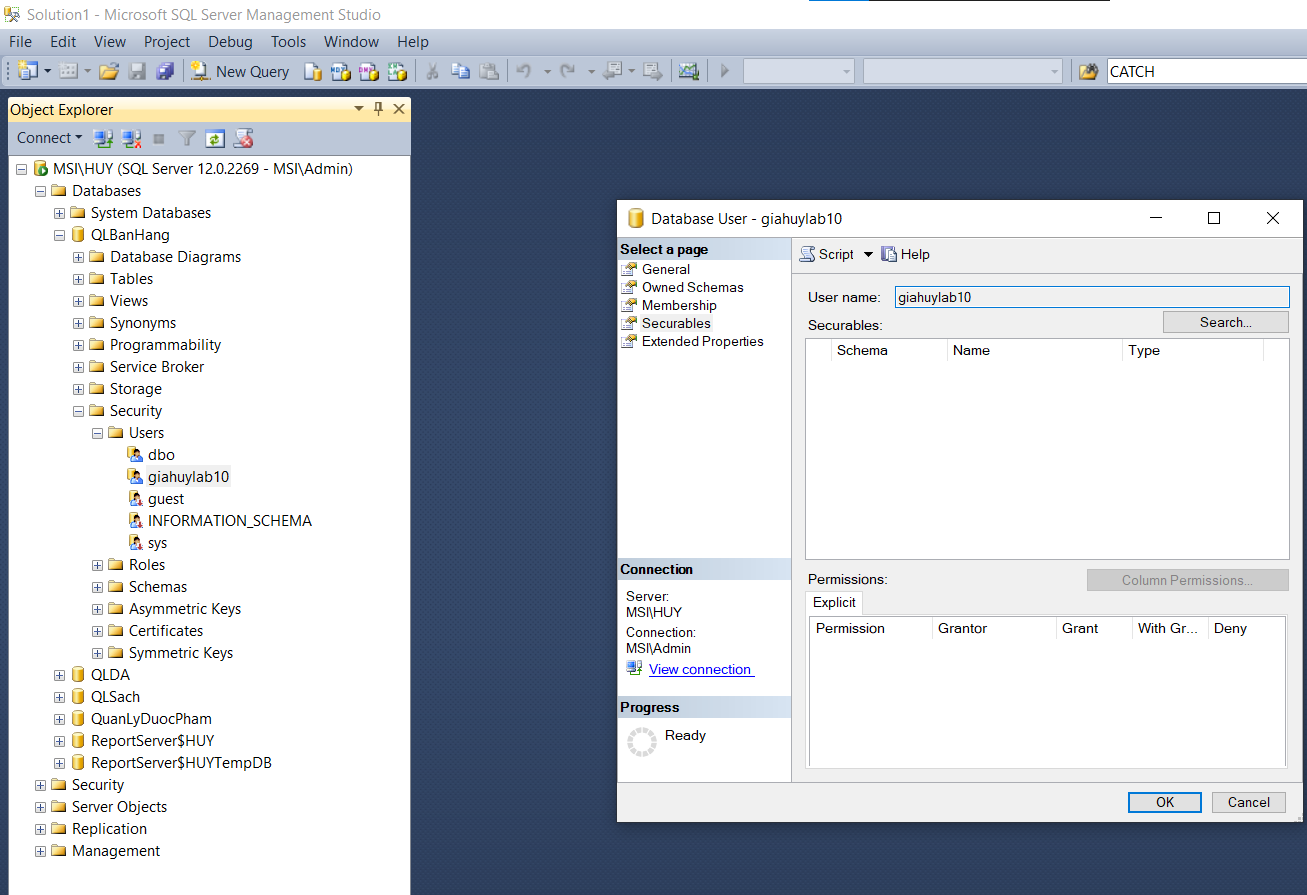 Solution1 - Microsoft SQL Server Management Studio
File Edit View Project Debug Tools Window Help
New Query CATCH
Object Explorer
Connect
MSI\HUY (SQL Server 12.0.2269 - MSI\Admin)
Databases
System Databases
QLBanHang
Database Diagrams
Tables
Views
Synonyms
Programmability
Service Broker
Storage
Security
Users
dbo
giahuylab10
guest
INFORMATION_SCHEMA
sys
Roles
Schemas
Asymmetric Keys
Certificates
Symmetric Keys
QLDA
QLSach
QuanLyDuocPham
ReportServer$HUY
ReportServer$HUYTempDB
Security
Server Objects
Replication
Management
Database User - giahuylab10
Select a page
General
Owned Schemas
Membership
Securables
Extended Properties
Connection
Server:
MSI\HUY
Connection:
MSI\Admin
View connection
Progress
Ready
Script Help
User name: giahuylab10
Securables: Search...
Schema Name Type
Permissions: Column Permissions...
Explicit
Permission Grantor Grant With Gr... Deny
OK Cancel